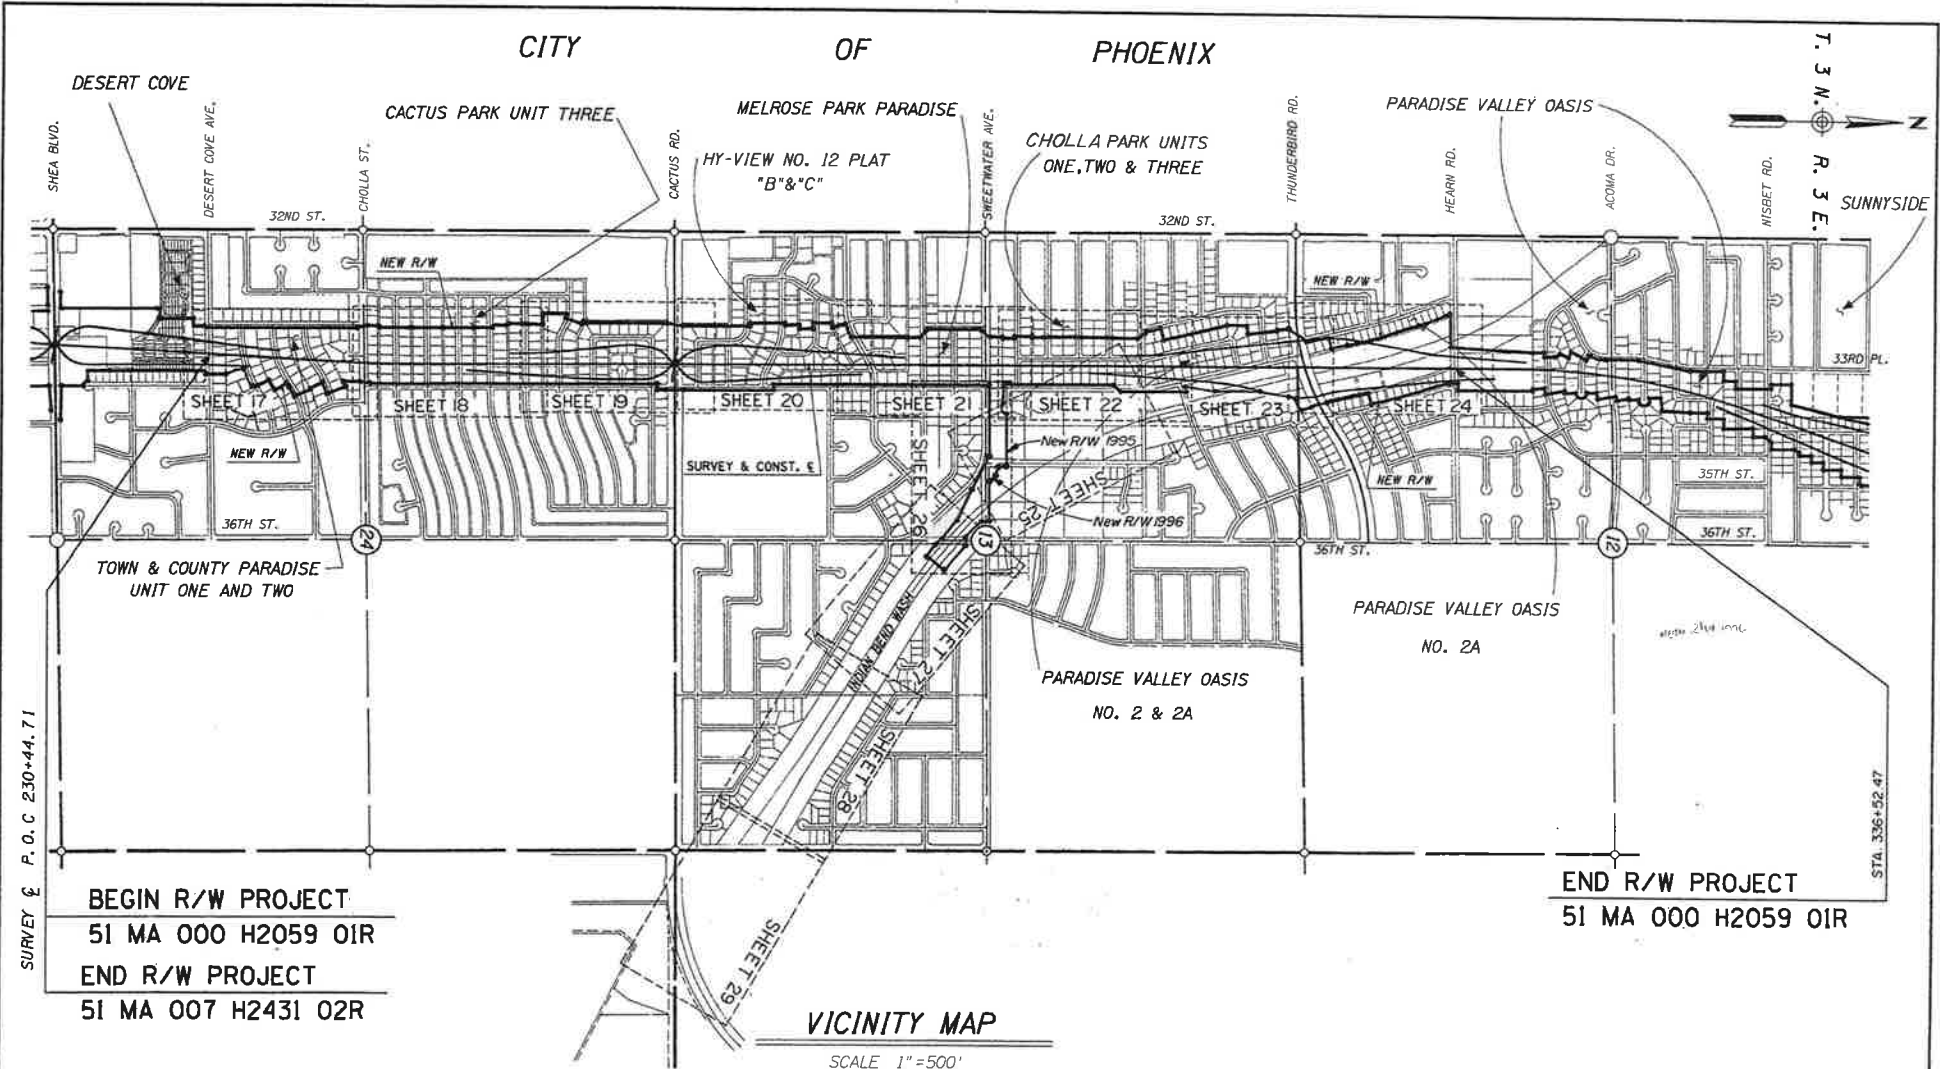 CITY OF PHOENIX
T. 3 N. R. 3 E.
N
DESERT COVE
CACTUS PARK UNIT THREE
MELROSE PARK PARADISE
HY-VIEW NO. 12 PLAT
"B"&"C"
CHOLLA PARK UNITS
ONE,TWO & THREE
PARADISE VALLEY OASIS
SUNNYSIDE
SHEA BLVD.
DESERT COVE AVE.
CHOLLA ST.
CACTUS RD.
SWEETWATER AVE.
THUNDERBIRD RD.
HEARN RD.
ACOMA DR.
NISBET RD.
32ND ST.
32ND ST.
NEW R/W
NEW R/W
33RD PL.
SHEET 17
SHEET 18
SHEET 19
SHEET 20
SHEET 21
SHEET 22
SHEET 23
SHEET 24
NEW R/W
SURVEY & CONST. ℄
SHEET 26
New R/W 1995
SHEET 25
New R/W 1996
NEW R/W
35TH ST.
36TH ST.
36TH ST.
36TH ST.
24
13
12
TOWN & COUNTY PARADISE
UNIT ONE AND TWO
INDIAN BEND WASH
SHEET 27
SHEET 28
SHEET 29
PARADISE VALLEY OASIS
NO. 2 & 2A
PARADISE VALLEY OASIS
NO. 2A
SURVEY ℄ P.O.C 230+44.71
BEGIN R/W PROJECT
51 MA 000 H2059 01R
END R/W PROJECT
51 MA 007 H2431 02R
STA. 336+52.47
END R/W PROJECT
51 MA 000 H2059 01R
VICINITY MAP
SCALE 1"=500'